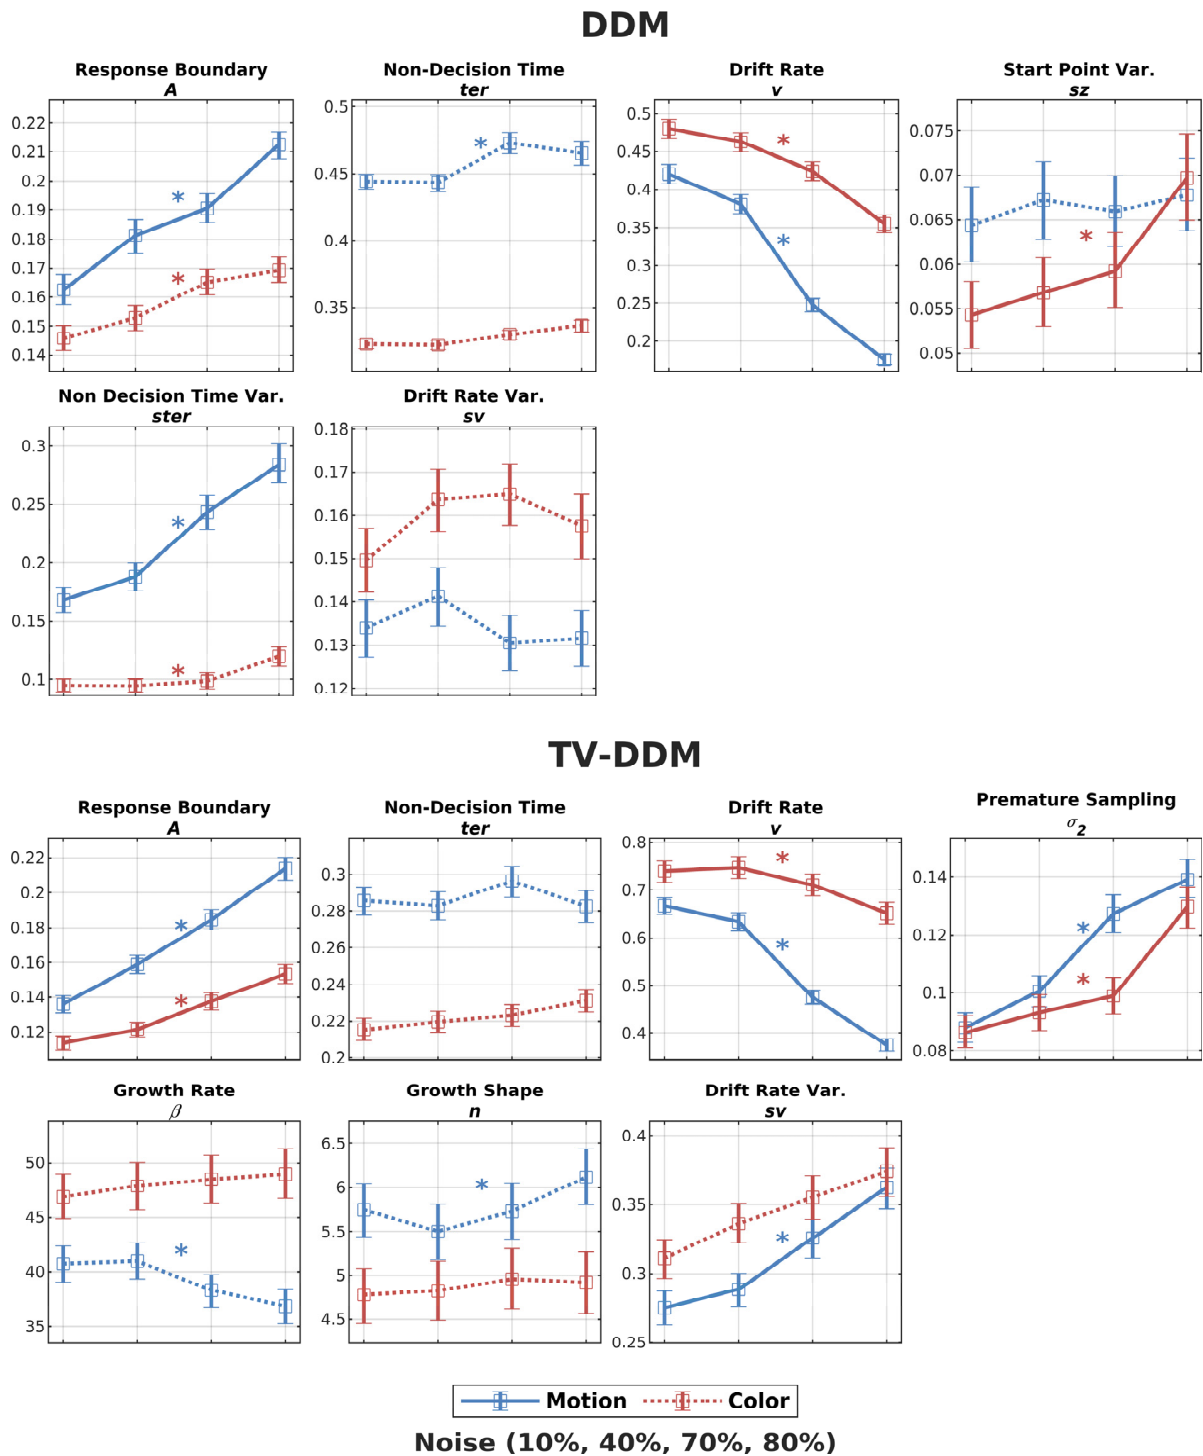 DDM
Response Boundary
A
0.22
0.21
0.2
0.19
0.18
0.17
0.16
0.15
0.14
*
*
Non-Decision Time
ter
0.5
0.45
0.4
0.35
*
Drift Rate
v
0.5
0.45
0.4
0.35
0.3
0.25
0.2
*
*
Start Point Var.
sz
0.075
0.07
0.065
0.06
0.055
0.05
*
Non Decision Time Var.
ster
0.3
0.25
0.2
0.15
0.1
*
*
Drift Rate Var.
sv
0.18
0.17
0.16
0.15
0.14
0.13
0.12
TV-DDM
Response Boundary
A
0.22
0.2
0.18
0.16
0.14
0.12
*
*
Non-Decision Time
ter
0.3
0.28
0.26
0.24
0.22
0.2
Drift Rate
v
0.8
0.7
0.6
0.5
0.4
*
*
Premature Sampling
σ2
0.14
0.12
0.1
0.08
*
*
Growth Rate
β
50
45
40
35
*
Growth Shape
n
6.5
6
5.5
5
4.5
*
Drift Rate Var.
sv
0.4
0.35
0.3
0.25
*
Motion Color
Noise (10%, 40%, 70%, 80%)